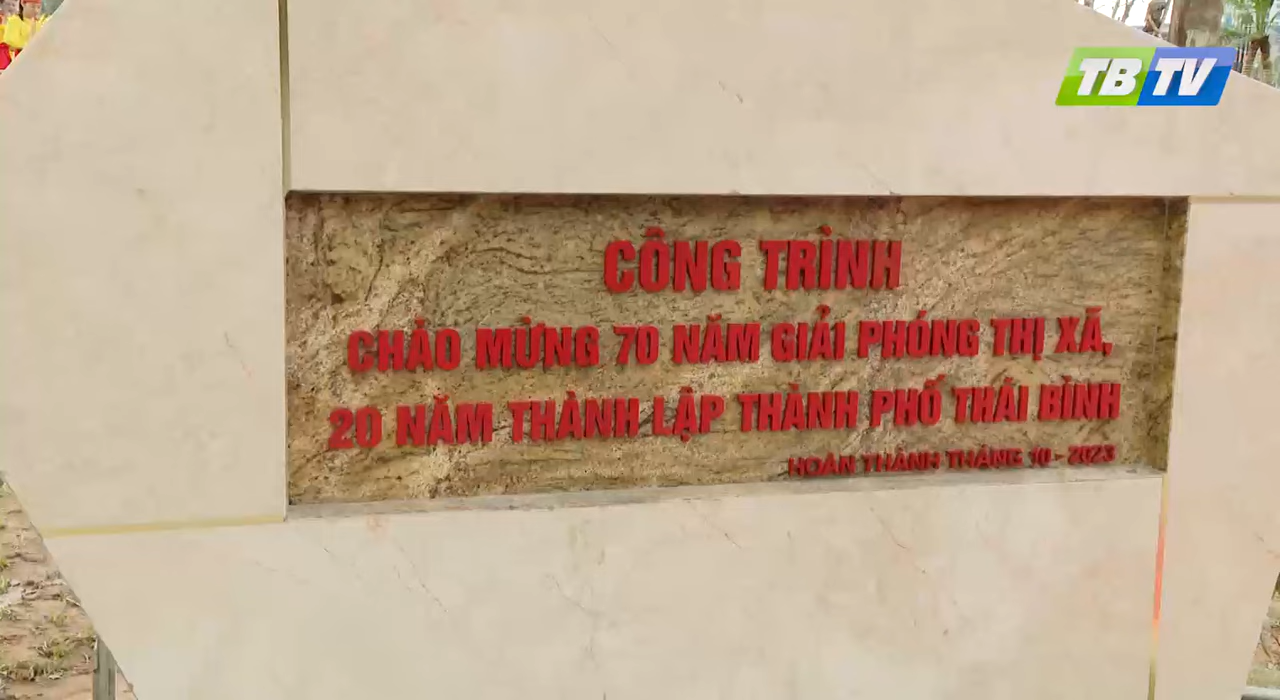 TBTV
CÔNG TRÌNH
CHÀO MỪNG 70 NĂM GIẢI PHÓNG THỊ XÃ,
20 NĂM THÀNH LẬP THÀNH PHỐ THÁI BÌNH
HOÀN THÀNH THÁNG 10 - 2023